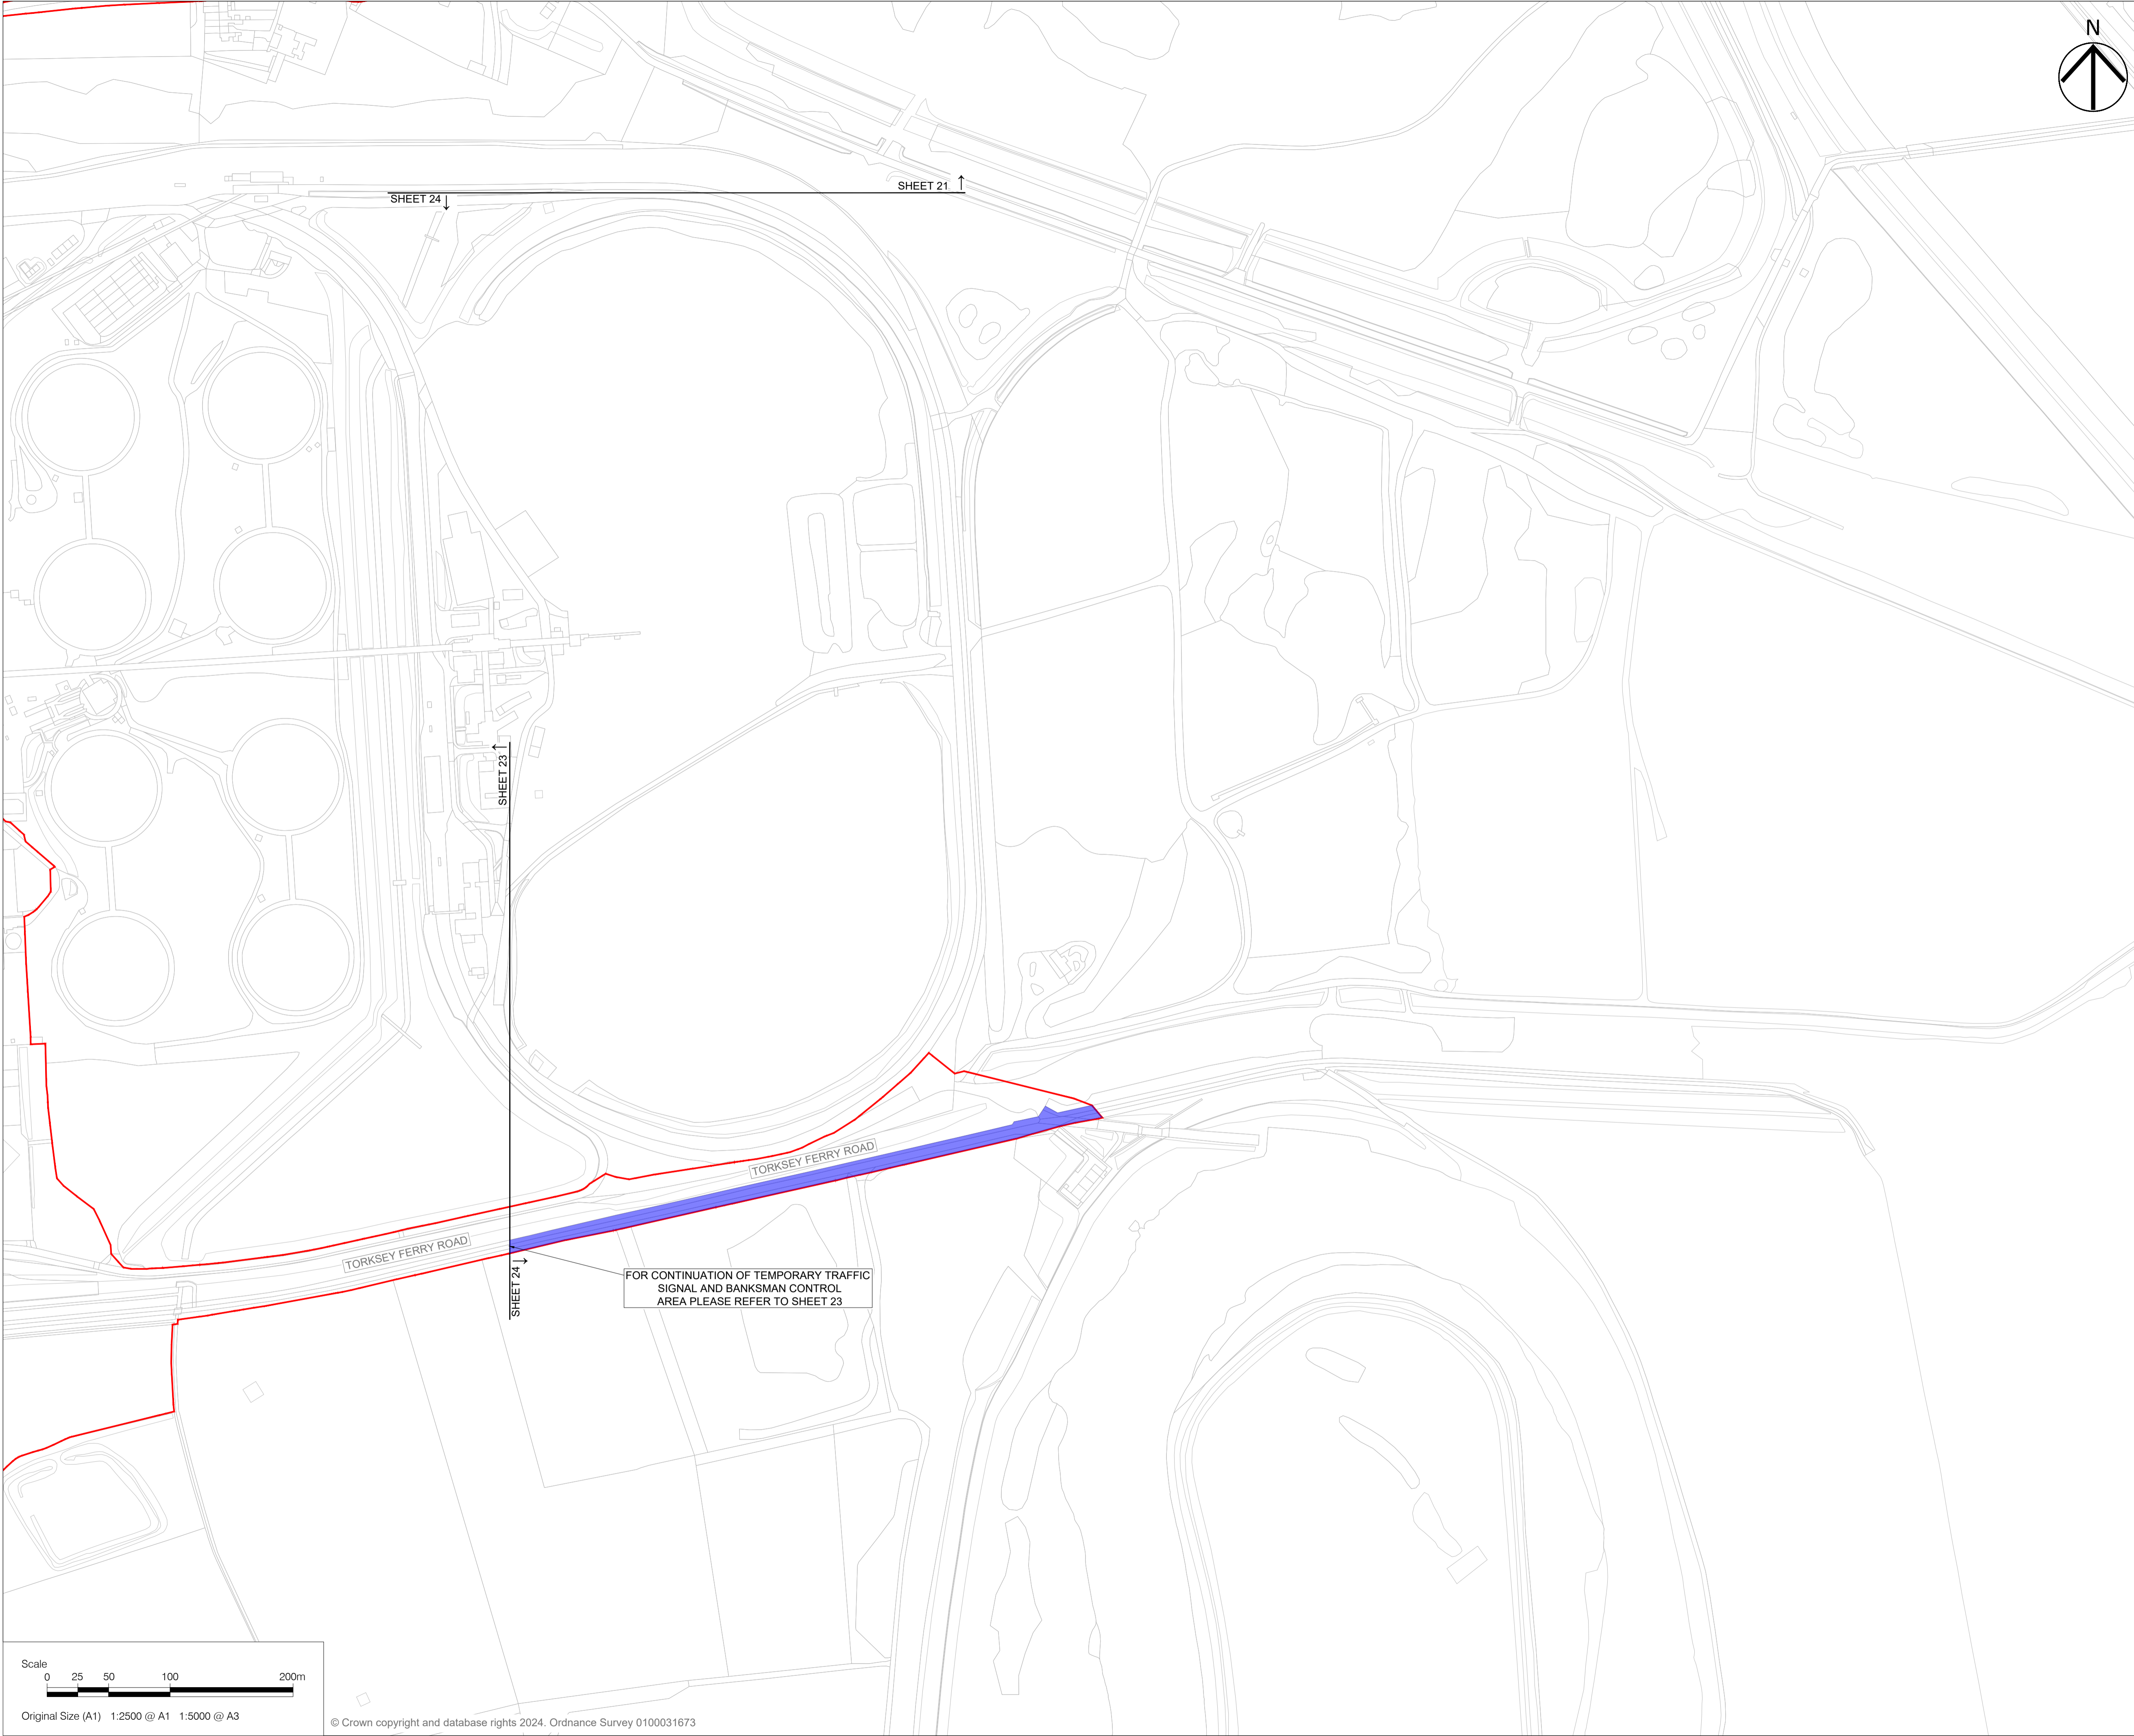 N
SHEET 21
SHEET 24
SHEET 23
TORKSEY FERRY ROAD
TORKSEY FERRY ROAD
SHEET 24
FOR CONTINUATION OF TEMPORARY TRAFFIC
SIGNAL AND BANKSMAN CONTROL
AREA PLEASE REFER TO SHEET 23
Scale
0 25 50 100 200m
Original Size (A1) 1:2500 @ A1 1:5000 @ A3
© Crown copyright and database rights 2024. Ordnance Survey 0100031673